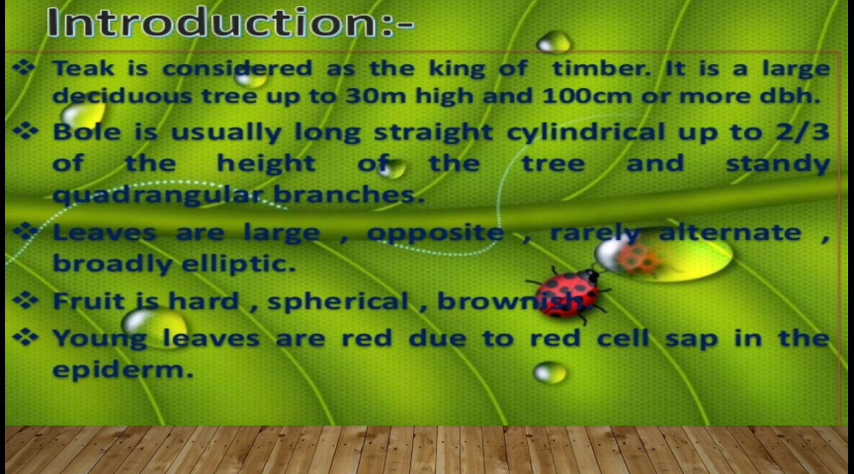 Introduction:-
❖ Teak is considered as the king of timber. It is a large
deciduous tree up to 30m high and 100cm or more dbh.
❖ Bole is usually long straight cylindrical up to 2/3
of the height of the tree and standy
quadrangular branches.
❖ Leaves are large , opposite , rarely alternate ,
broadly elliptic.
❖ Fruit is hard , spherical , brownish.
❖ Young leaves are red due to red cell sap in the
epiderm.